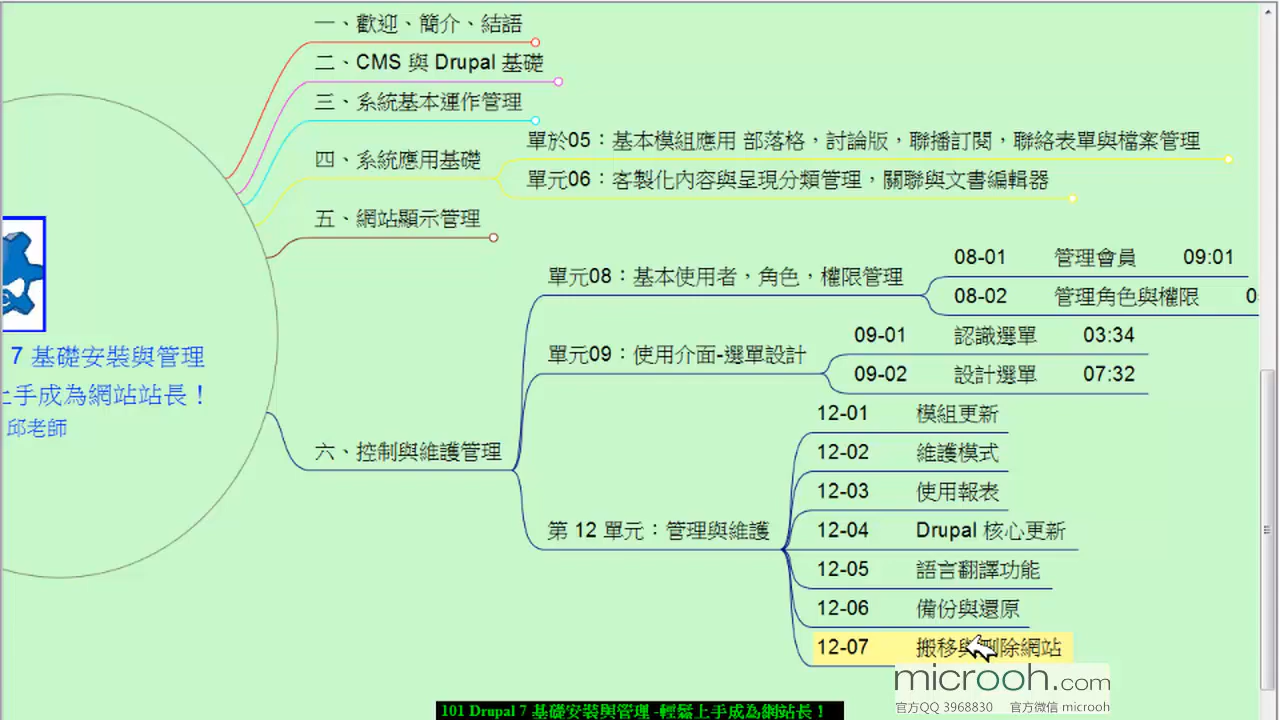 一、歡迎、簡介、結語
二、CMS 與 Drupal 基礎
三、系統基本運作管理
四、系統應用基礎
單於05：基本模組應用 部落格，討論版，聯播訂閱，聯絡表單與檔案管理
單元06：客製化內容與呈現分類管理，關聯與文書編輯器
五、網站顯示管理
六、控制與維護管理
單元08：基本使用者，角色，權限管理
08-01 管理會員 09:01
08-02 管理角色與權限
單元09：使用介面-選單設計
09-01 認識選單 03:34
09-02 設計選單 07:32
第 12 單元：管理與維護
12-01 模組更新
12-02 維護模式
12-03 使用報表
12-04 Drupal 核心更新
12-05 語言翻譯功能
12-06 備份與還原
12-07 搬移與刪除網站
7 基礎安裝與管理
上手成為網站站長！
邱老師
microoh.com
官方QQ 3968830 官方微信 microoh
101 Drupal 7 基礎安裝與管理 -輕鬆上手成為網站長！